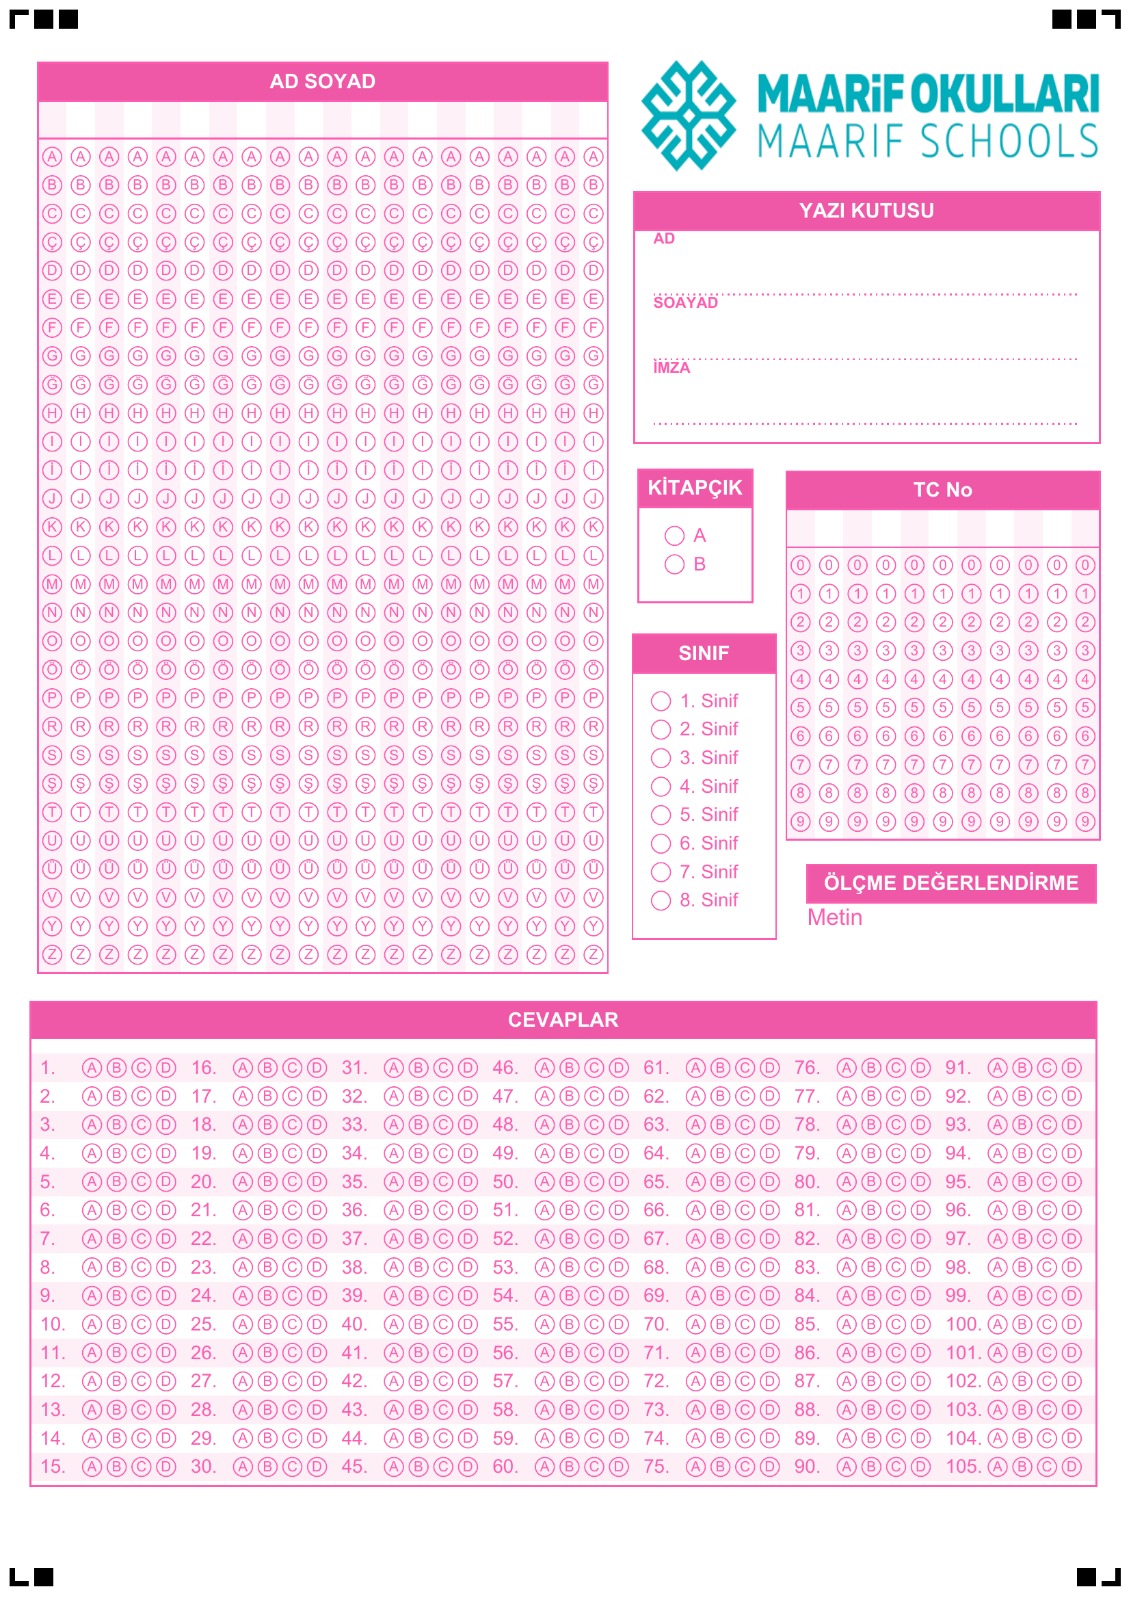 AD SOYAD
A A A A A A A A A A A A A A A A A A A A
B B B B B B B B B B B B B B B B B B B B
C C C C C C C C C C C C C C C C C C C C
Ç Ç Ç Ç Ç Ç Ç Ç Ç Ç Ç Ç Ç Ç Ç Ç Ç Ç Ç Ç
D D D D D D D D D D D D D D D D D D D D
E E E E E E E E E E E E E E E E E E E E
F F F F F F F F F F F F F F F F F F F F
G G G G G G G G G G G G G G G G G G G G
Ğ Ğ Ğ Ğ Ğ Ğ Ğ Ğ Ğ Ğ Ğ Ğ Ğ Ğ Ğ Ğ Ğ Ğ Ğ Ğ
H H H H H H H H H H H H H H H H H H H H
I I I I I I I I I I I I I I I I I I I I
İ İ İ İ İ İ İ İ İ İ İ İ İ İ İ İ İ İ İ İ
J J J J J J J J J J J J J J J J J J J J
K K K K K K K K K K K K K K K K K K K K
L L L L L L L L L L L L L L L L L L L L
M M M M M M M M M M M M M M M M M M M M
N N N N N N N N N N N N N N N N N N N N
O O O O O O O O O O O O O O O O O O O O
Ö Ö Ö Ö Ö Ö Ö Ö Ö Ö Ö Ö Ö Ö Ö Ö Ö Ö Ö Ö
P P P P P P P P P P P P P P P P P P P P
R R R R R R R R R R R R R R R R R R R R
S S S S S S S S S S S S S S S S S S S S
Ş Ş Ş Ş Ş Ş Ş Ş Ş Ş Ş Ş Ş Ş Ş Ş Ş Ş Ş Ş
T T T T T T T T T T T T T T T T T T T T
U U U U U U U U U U U U U U U U U U U U
Ü Ü Ü Ü Ü Ü Ü Ü Ü Ü Ü Ü Ü Ü Ü Ü Ü Ü Ü Ü
V V V V V V V V V V V V V V V V V V V V
Y Y Y Y Y Y Y Y Y Y Y Y Y Y Y Y Y Y Y Y
Z Z Z Z Z Z Z Z Z Z Z Z Z Z Z Z Z Z Z Z
MAARiF OKULLARI
MAARIF SCHOOLS
YAZI KUTUSU
AD
SOAYAD
İMZA
KİTAPÇIK
A
B
SINIF
1. Sinif
2. Sinif
3. Sinif
4. Sinif
5. Sinif
6. Sinif
7. Sinif
8. Sinif
TC No
0 0 0 0 0 0 0 0 0 0 0
1 1 1 1 1 1 1 1 1 1 1
2 2 2 2 2 2 2 2 2 2 2
3 3 3 3 3 3 3 3 3 3 3
4 4 4 4 4 4 4 4 4 4 4
5 5 5 5 5 5 5 5 5 5 5
6 6 6 6 6 6 6 6 6 6 6
7 7 7 7 7 7 7 7 7 7 7
8 8 8 8 8 8 8 8 8 8 8
9 9 9 9 9 9 9 9 9 9 9
ÖLÇME DEĞERLENDİRME
Metin
CEVAPLAR
1. A B C D 16. A B C D 31. A B C D 46. A B C D 61. A B C D 76. A B C D 91. A B C D
2. A B C D 17. A B C D 32. A B C D 47. A B C D 62. A B C D 77. A B C D 92. A B C D
3. A B C D 18. A B C D 33. A B C D 48. A B C D 63. A B C D 78. A B C D 93. A B C D
4. A B C D 19. A B C D 34. A B C D 49. A B C D 64. A B C D 79. A B C D 94. A B C D
5. A B C D 20. A B C D 35. A B C D 50. A B C D 65. A B C D 80. A B C D 95. A B C D
6. A B C D 21. A B C D 36. A B C D 51. A B C D 66. A B C D 81. A B C D 96. A B C D
7. A B C D 22. A B C D 37. A B C D 52. A B C D 67. A B C D 82. A B C D 97. A B C D
8. A B C D 23. A B C D 38. A B C D 53. A B C D 68. A B C D 83. A B C D 98. A B C D
9. A B C D 24. A B C D 39. A B C D 54. A B C D 69. A B C D 84. A B C D 99. A B C D
10. A B C D 25. A B C D 40. A B C D 55. A B C D 70. A B C D 85. A B C D 100. A B C D
11. A B C D 26. A B C D 41. A B C D 56. A B C D 71. A B C D 86. A B C D 101. A B C D
12. A B C D 27. A B C D 42. A B C D 57. A B C D 72. A B C D 87. A B C D 102. A B C D
13. A B C D 28. A B C D 43. A B C D 58. A B C D 73. A B C D 88. A B C D 103. A B C D
14. A B C D 29. A B C D 44. A B C D 59. A B C D 74. A B C D 89. A B C D 104. A B C D
15. A B C D 30. A B C D 45. A B C D 60. A B C D 75. A B C D 90. A B C D 105. A B C D